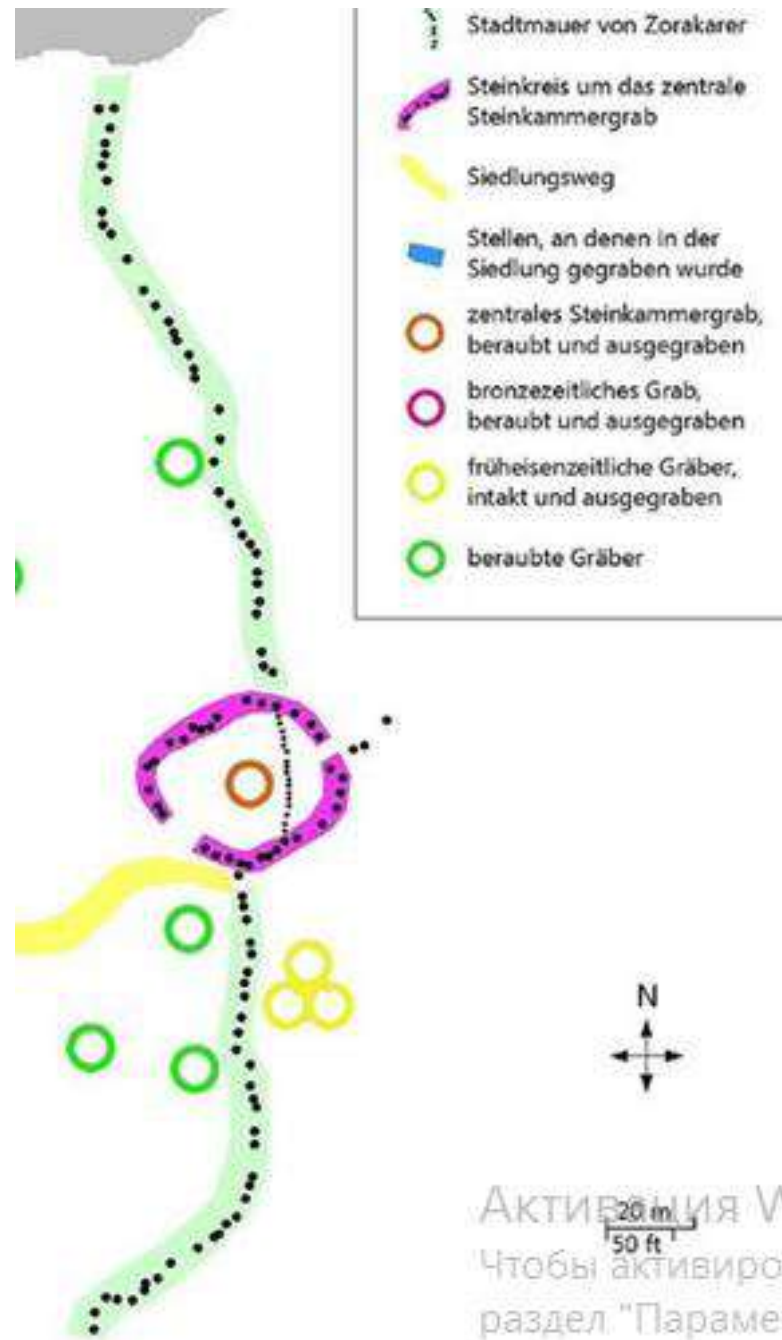 Stadtmauer von Zorakarer
Steinkreis um das zentrale
Steinkammergrab
Siedlungsweg
Stellen, an denen in der
Siedlung gegraben wurde
zentrales Steinkammergrab,
beraubt und ausgegraben
bronzezeitliches Grab,
beraubt und ausgegraben
früheisenzeitliche Gräber,
intakt und ausgegraben
beraubte Gräber
N
Активация W
20 m
50 ft
Чтобы активиро
раздел "Параме